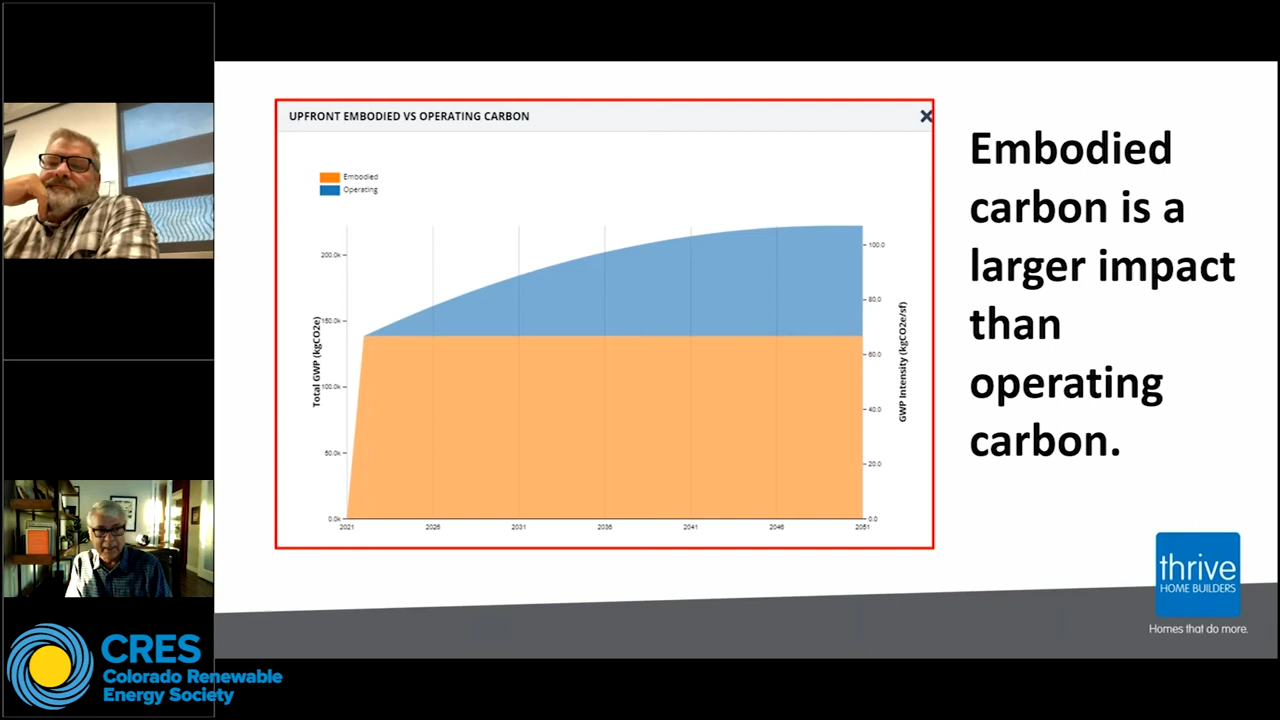 UPFRONT EMBODIED VS OPERATING CARBON
Embodied
Operating
Total GWP (kgCO2e)
200.0k
150.0k
100.0k
50.0k
0.0k
2021
2026
2031
2036
2041
2046
2051
100.0
80.0
60.0
40.0
20.0
0.0
GWP Intensity (kgCO2e/sf)
Embodied
carbon is a
larger impact
than
operating
carbon.
thrive
HOME BUILDERS
Homes that do more.
CRES
Colorado Renewable
Energy Society